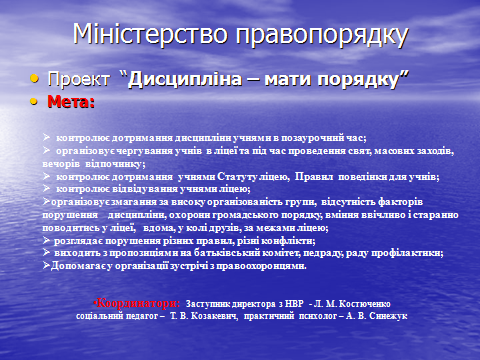 Міністерство правопорядку
• Проект “Дисципліна – мати порядку”
• Мета:
➢ контролює дотримання дисципліни учнями в позаурочний час;
➢ організовує чергування учнів в ліцеї та під час проведення свят, масових заходів,
вечорів відпочинку;
➢ контролює дотримання учнями Статуту ліцею, Правил поведінки для учнів;
➢ контролює відвідування учнями ліцею;
➢організовує змагання за високу організованість групи, відсутність факторів
порушення дисципліни, охорони громадського порядку, вміння ввічливо і старанно
поводитись у ліцеї, вдома, у колі друзів, за межами ліцею;
➢ розглядає порушення різних правил, різні конфлікти;
➢ виходить з пропозиціями на батьківський комітет, педраду, раду профілактики;
➢Допомагає у організації зустрічі з правоохоронцями.
•Координатори: Заступник директора з НВР - Л. М. Костюченко
соціальний педагог – Т. В. Козакевич, практичний психолог – А. В. Синежук